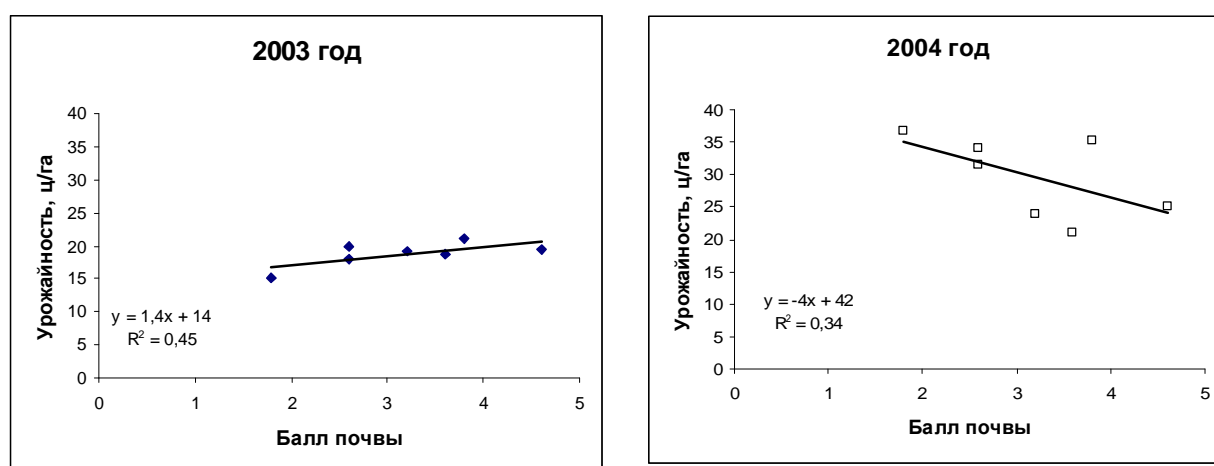 2003 год
Урожайность, ц/га
40
35
30
25
20
15
10
5
0
y = 1,4x + 14
R² = 0,45
0 1 2 3 4 5
Балл почвы
2004 год
Урожайность, ц/га
40
35
30
25
20
15
10
5
0
y = -4x + 42
R² = 0,34
0 1 2 3 4 5
Балл почвы